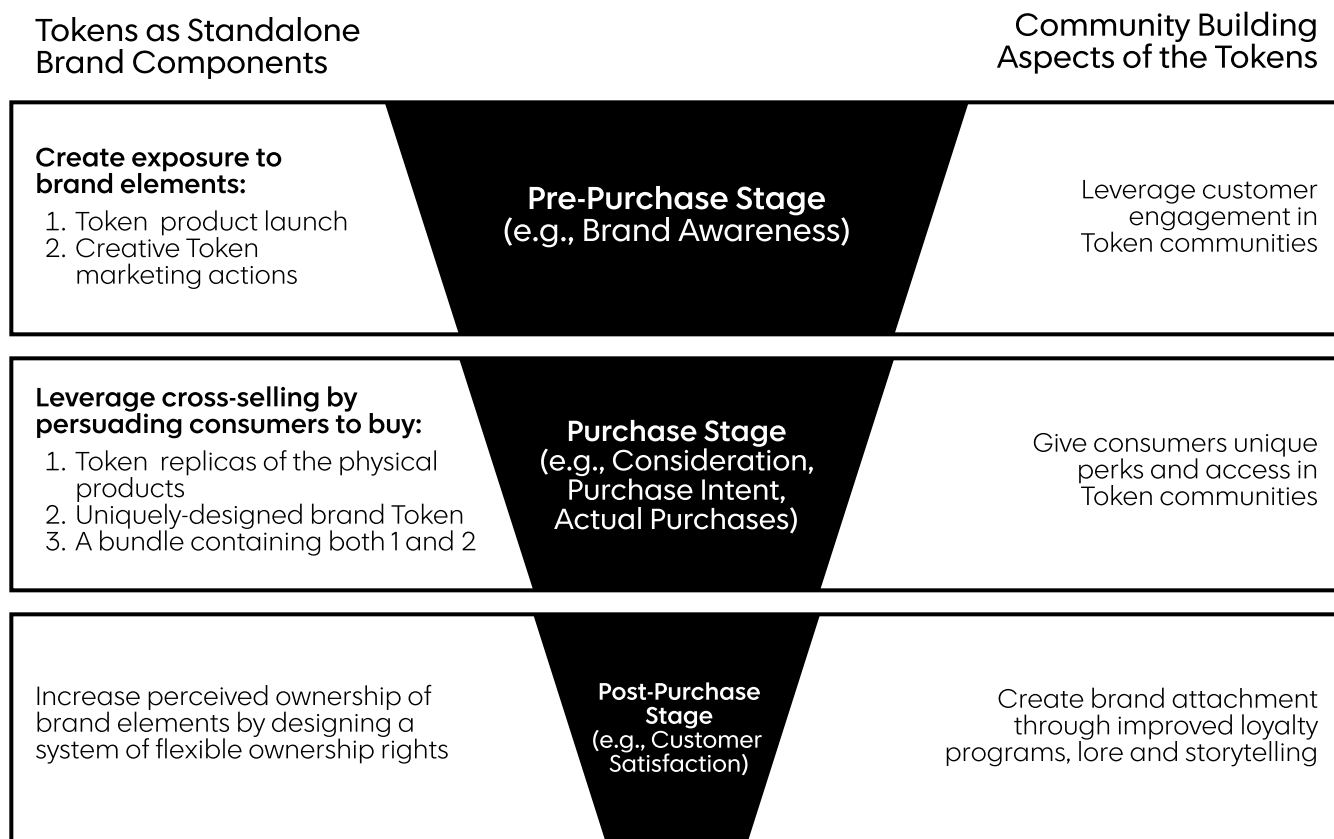 Tokens as Standalone
Brand Components
Community Building
Aspects of the Tokens
Create exposure to
brand elements:
1. Token product launch
2. Creative Token
marketing actions
Pre-Purchase Stage
(e.g., Brand Awareness)
Leverage customer
engagement in
Token communities
Leverage cross-selling by
persuading consumers to buy:
1. Token replicas of the physical
products
2. Uniquely-designed brand Token
3. A bundle containing both 1 and 2
Purchase Stage
(e.g., Consideration,
Purchase Intent,
Actual Purchases)
Give consumers unique
perks and access in
Token communities
Increase perceived ownership of
brand elements by designing a
system of flexible ownership rights
Post-Purchase
Stage
(e.g., Customer
Satisfaction)
Create brand attachment
through improved loyalty
programs, lore and storytelling